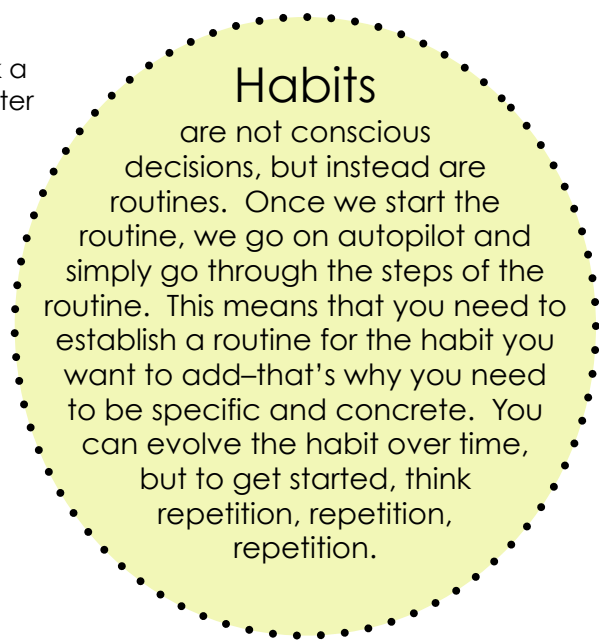 a
ter
Habits
are not conscious
decisions, but instead are
routines.  Once we start the
routine, we go on autopilot and
simply go through the steps of the
routine.  This means that you need to
establish a routine for the habit you
want to add–that's why you need
to be specific and concrete.  You
can evolve the habit over time,
but to get started, think
repetition, repetition,
repetition.